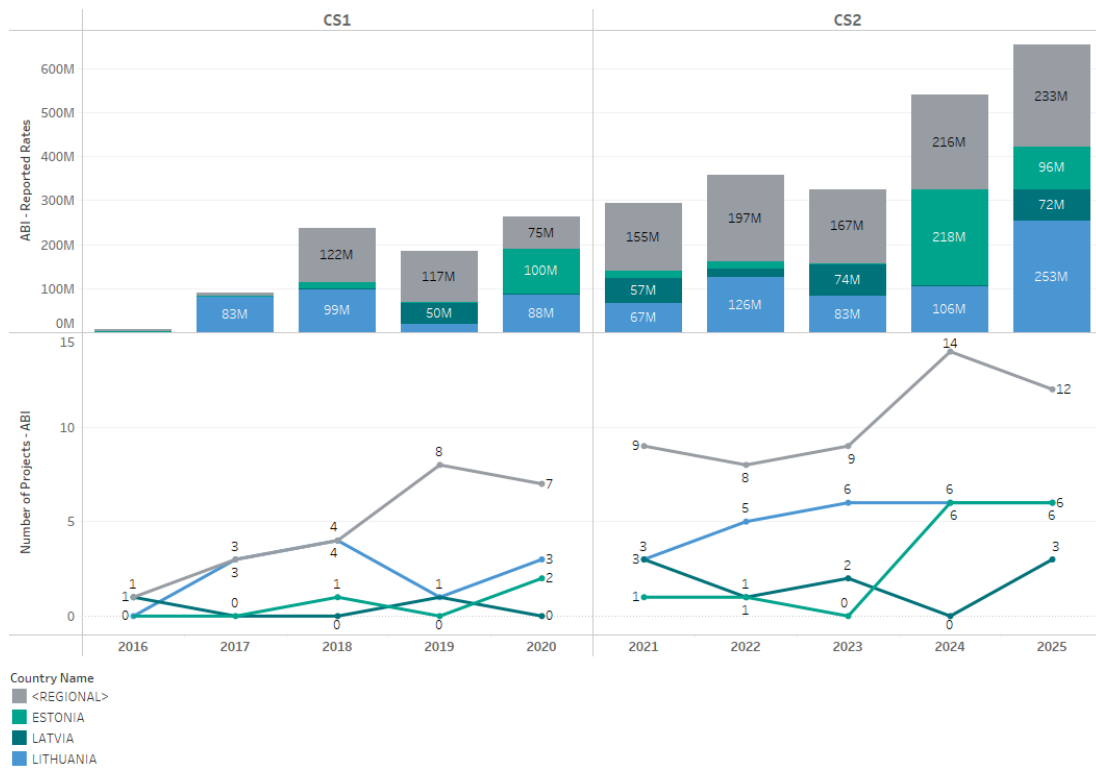 CS1 CS2
ABI - Reported Rates
600M
500M
400M
300M
200M
100M
0M
83M
122M
99M
117M
50M
75M
100M
88M
155M
57M
67M
197M
126M
167M
74M
83M
216M
218M
106M
233M
96M
72M
253M
Number of Projects - ABI
15
10
5
0
1
1
0
3
3
0
4
4
1
0
8
1
0
7
3
2
0
9
3
3
1
8
5
1
1
9
6
2
0
14
6
6
0
12
6
6
3
2016 2017 2018 2019 2020 2021 2022 2023 2024 2025
Country Name
<REGIONAL>
ESTONIA
LATVIA
LITHUANIA